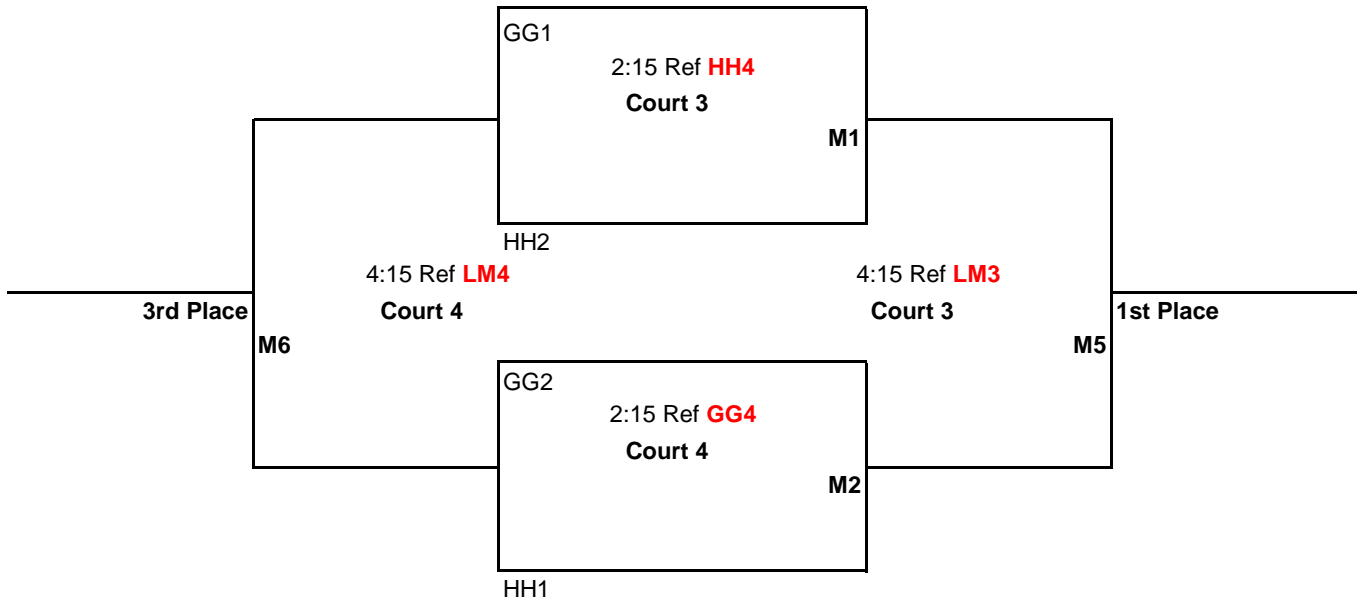 GG1
2:15 Ref HH4
Court 3
M1
HH2
4:15 Ref LM4
4:15 Ref LM3
3rd Place
Court 4
Court 3
1st Place
M6
M5
GG2
2:15 Ref GG4
Court 4
M2
HH1